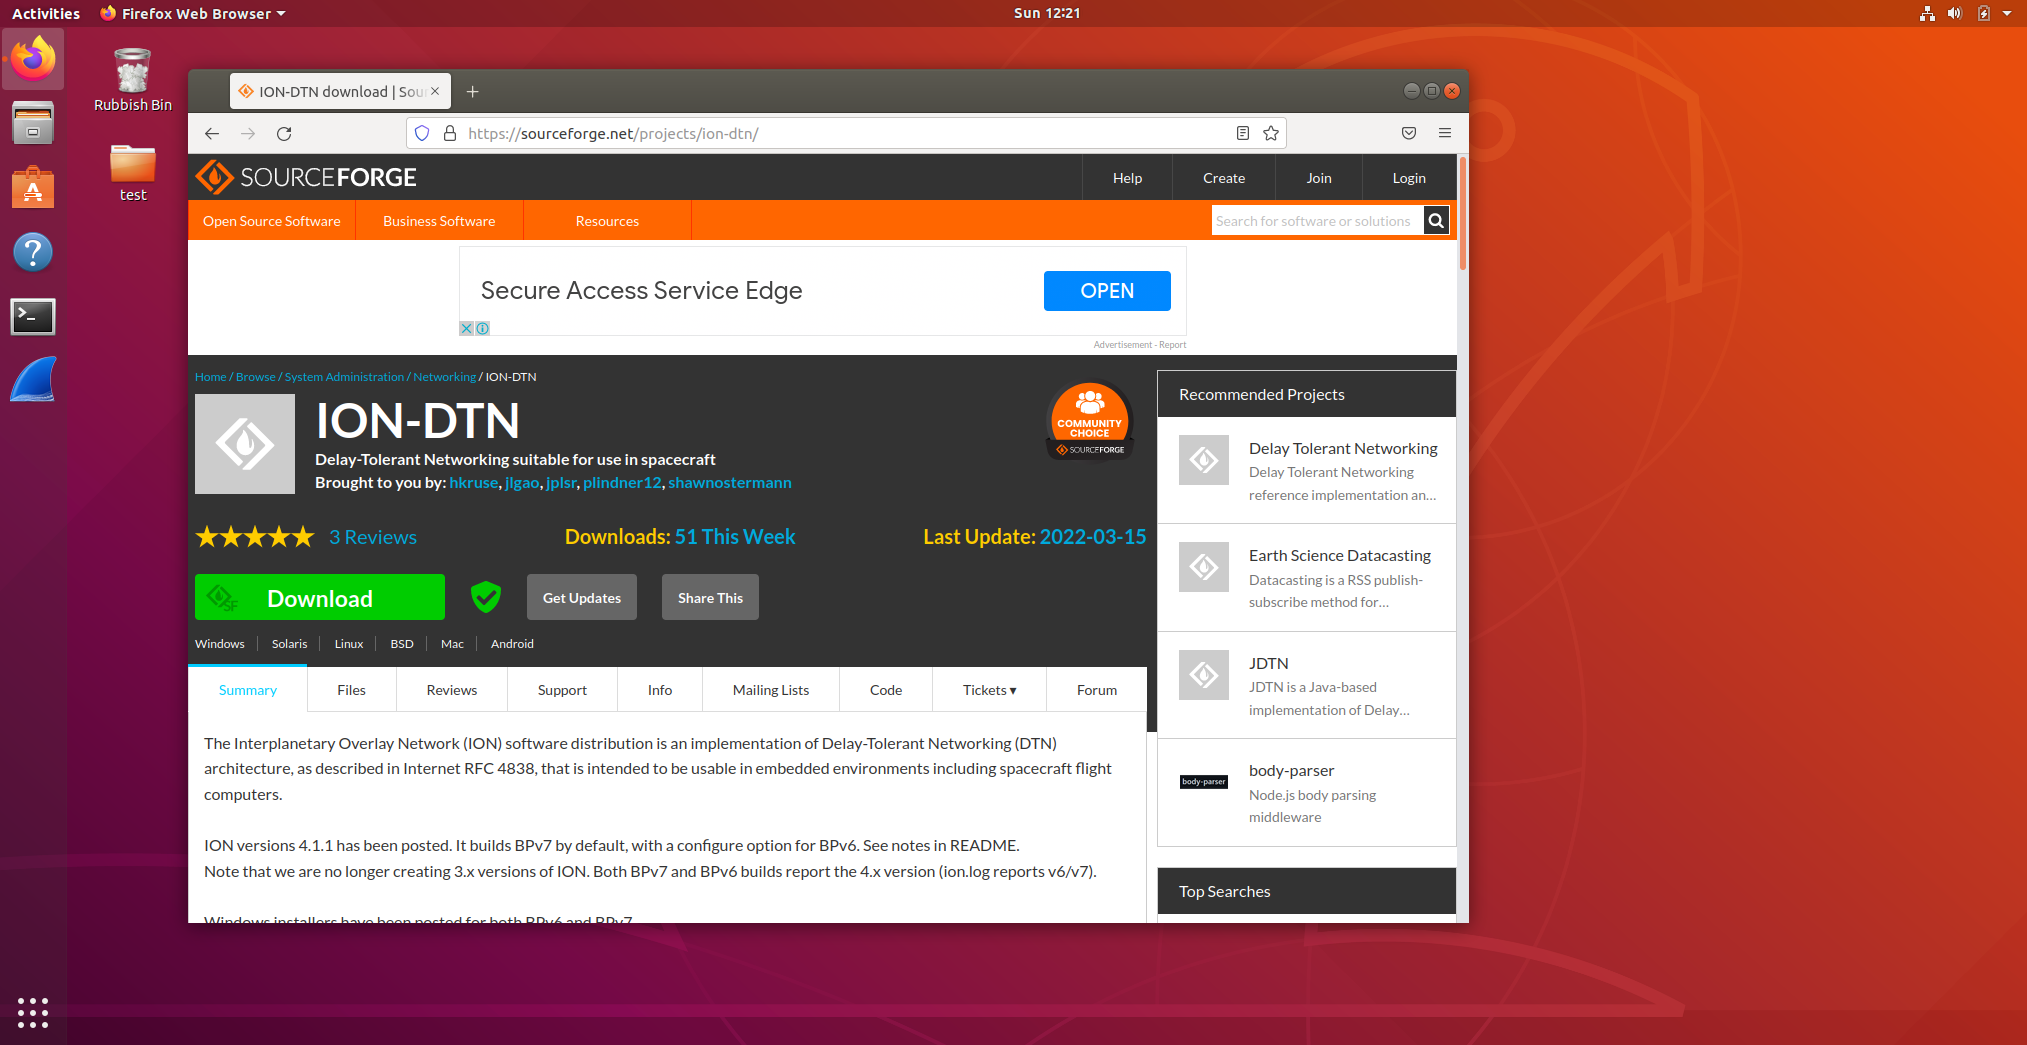 Activities
Firefox Web Browser
Sun 12:21
Rubbish Bin
test
ION-DTN download | Sou
https://sourceforge.net/projects/ion-dtn/
SOURCEFORGE
Help
Create
Join
Login
Open Source Software
Business Software
Resources
Search for software or solutions
Secure Access Service Edge
OPEN
Advertisement - Report
Home / Browse / System Administration / Networking / ION-DTN
ION-DTN
Delay-Tolerant Networking suitable for use in spacecraft
Brought to you by: hkruse, jlgao, jplsr, plindner12, shawnostermann
COMMUNITY
CHOICE
SOURCEFORGE
3 Reviews
Downloads: 51 This Week
Last Update: 2022-03-15
SF
Download
Get Updates
Share This
Windows
Solaris
Linux
BSD
Mac
Android
Summary
Files
Reviews
Support
Info
Mailing Lists
Code
Tickets ▾
Forum
The Interplanetary Overlay Network (ION) software distribution is an implementation of Delay-Tolerant Networking (DTN)
architecture, as described in Internet RFC 4838, that is intended to be usable in embedded environments including spacecraft flight
computers.
ION versions 4.1.1 has been posted. It builds BPv7 by default, with a configure option for BPv6. See notes in README.
Note that we are no longer creating 3.x versions of ION. Both BPv7 and BPv6 builds report the 4.x version (ion.log reports v6/v7).
Windows installers have been posted for both BPv6 and BPv7
Recommended Projects
Delay Tolerant Networking
Delay Tolerant Networking
reference implementation an...
Earth Science Datacasting
Datacasting is a RSS publish-
subscribe method for...
JDTN
JDTN is a Java-based
implementation of Delay...
body-parser
body-parser
Node.js body parsing
middleware
Top Searches